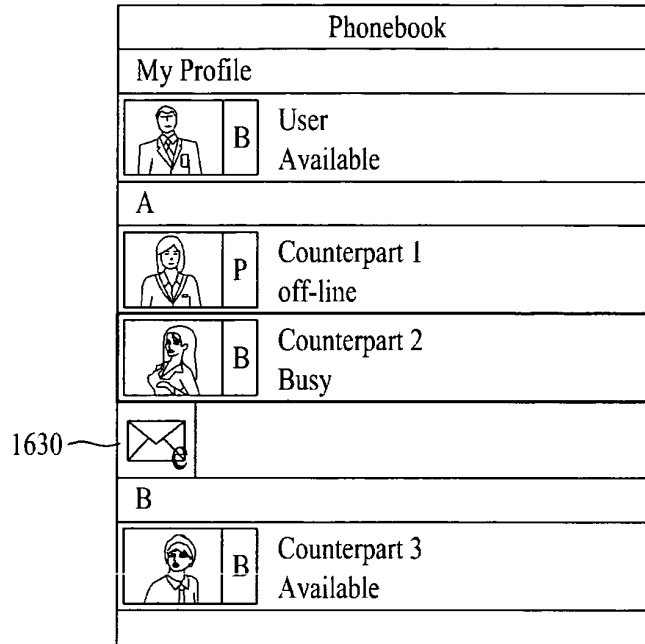 Phonebook
My Profile
B
User
Available
A
P
Counterpart 1
off-line
B
Counterpart 2
Busy
1630
e
B
B
Counterpart 3
Available